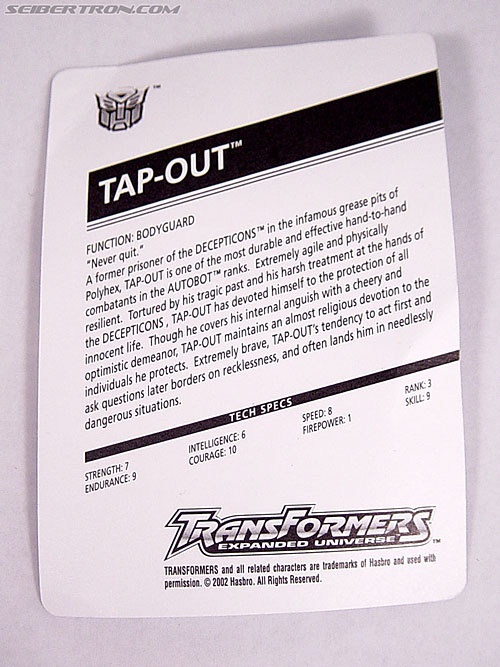 SEIBERTRON.COM
™
TAP-OUT™
FUNCTION: BODYGUARD
"Never quit."
A former prisoner of the DECEPTICONS™ in the infamous grease pits of
Polyhex, TAP-OUT is one of the most durable and effective hand-to-hand
combatants in the AUTOBOT™ ranks. Extremely agile and physically
resilient. Tortured by his tragic past and his harsh treatment at the hands of
the DECEPTICONS, TAP-OUT has devoted himself to the protection of all
innocent life. Though he covers his internal anguish with a cheery and
optimistic demeanor, TAP-OUT maintains an almost religious devotion to the
individuals he protects. Extremely brave, TAP-OUT's tendency to act first and
ask questions later borders on recklessness, and often lands him in needlessly
dangerous situations.
TECH SPECS
STRENGTH: 7
ENDURANCE: 9
INTELLIGENCE: 6
COURAGE: 10
SPEED: 8
FIREPOWER: 1
RANK: 3
SKILL: 9
TRANSFORMERS™
EXPANDED UNIVERSE
TRANSFORMERS and all related characters are trademarks of Hasbro and used with
permission. © 2002 Hasbro. All Rights Reserved.